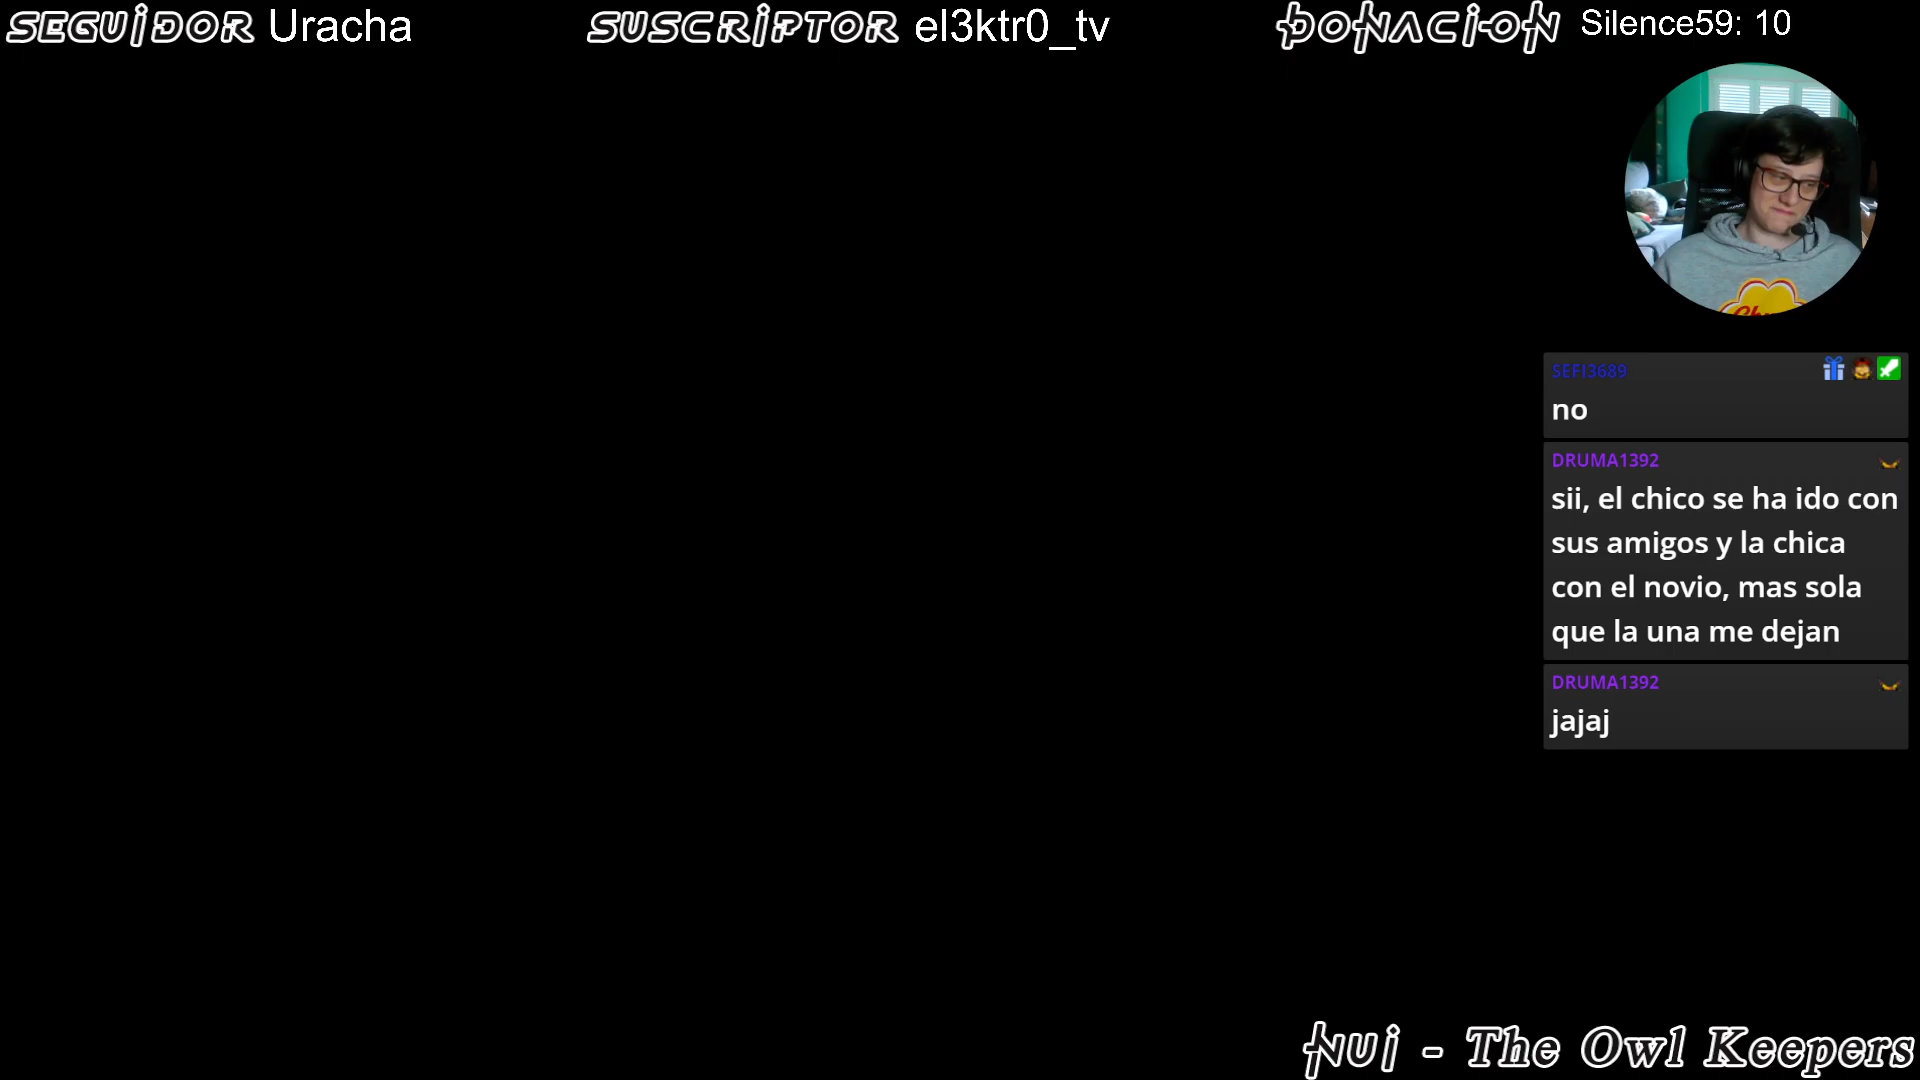 SEGUIDOR Uracha
SUSCRIPTOR el3ktr0_tv
DONACION Silence59: 10
SEFI3689
no
DRUMA1392
sii, el chico se ha ido con
sus amigos y la chica
con el novio, mas sola
que la una me dejan
DRUMA1392
jajaj
NUI - The Owl Keepers